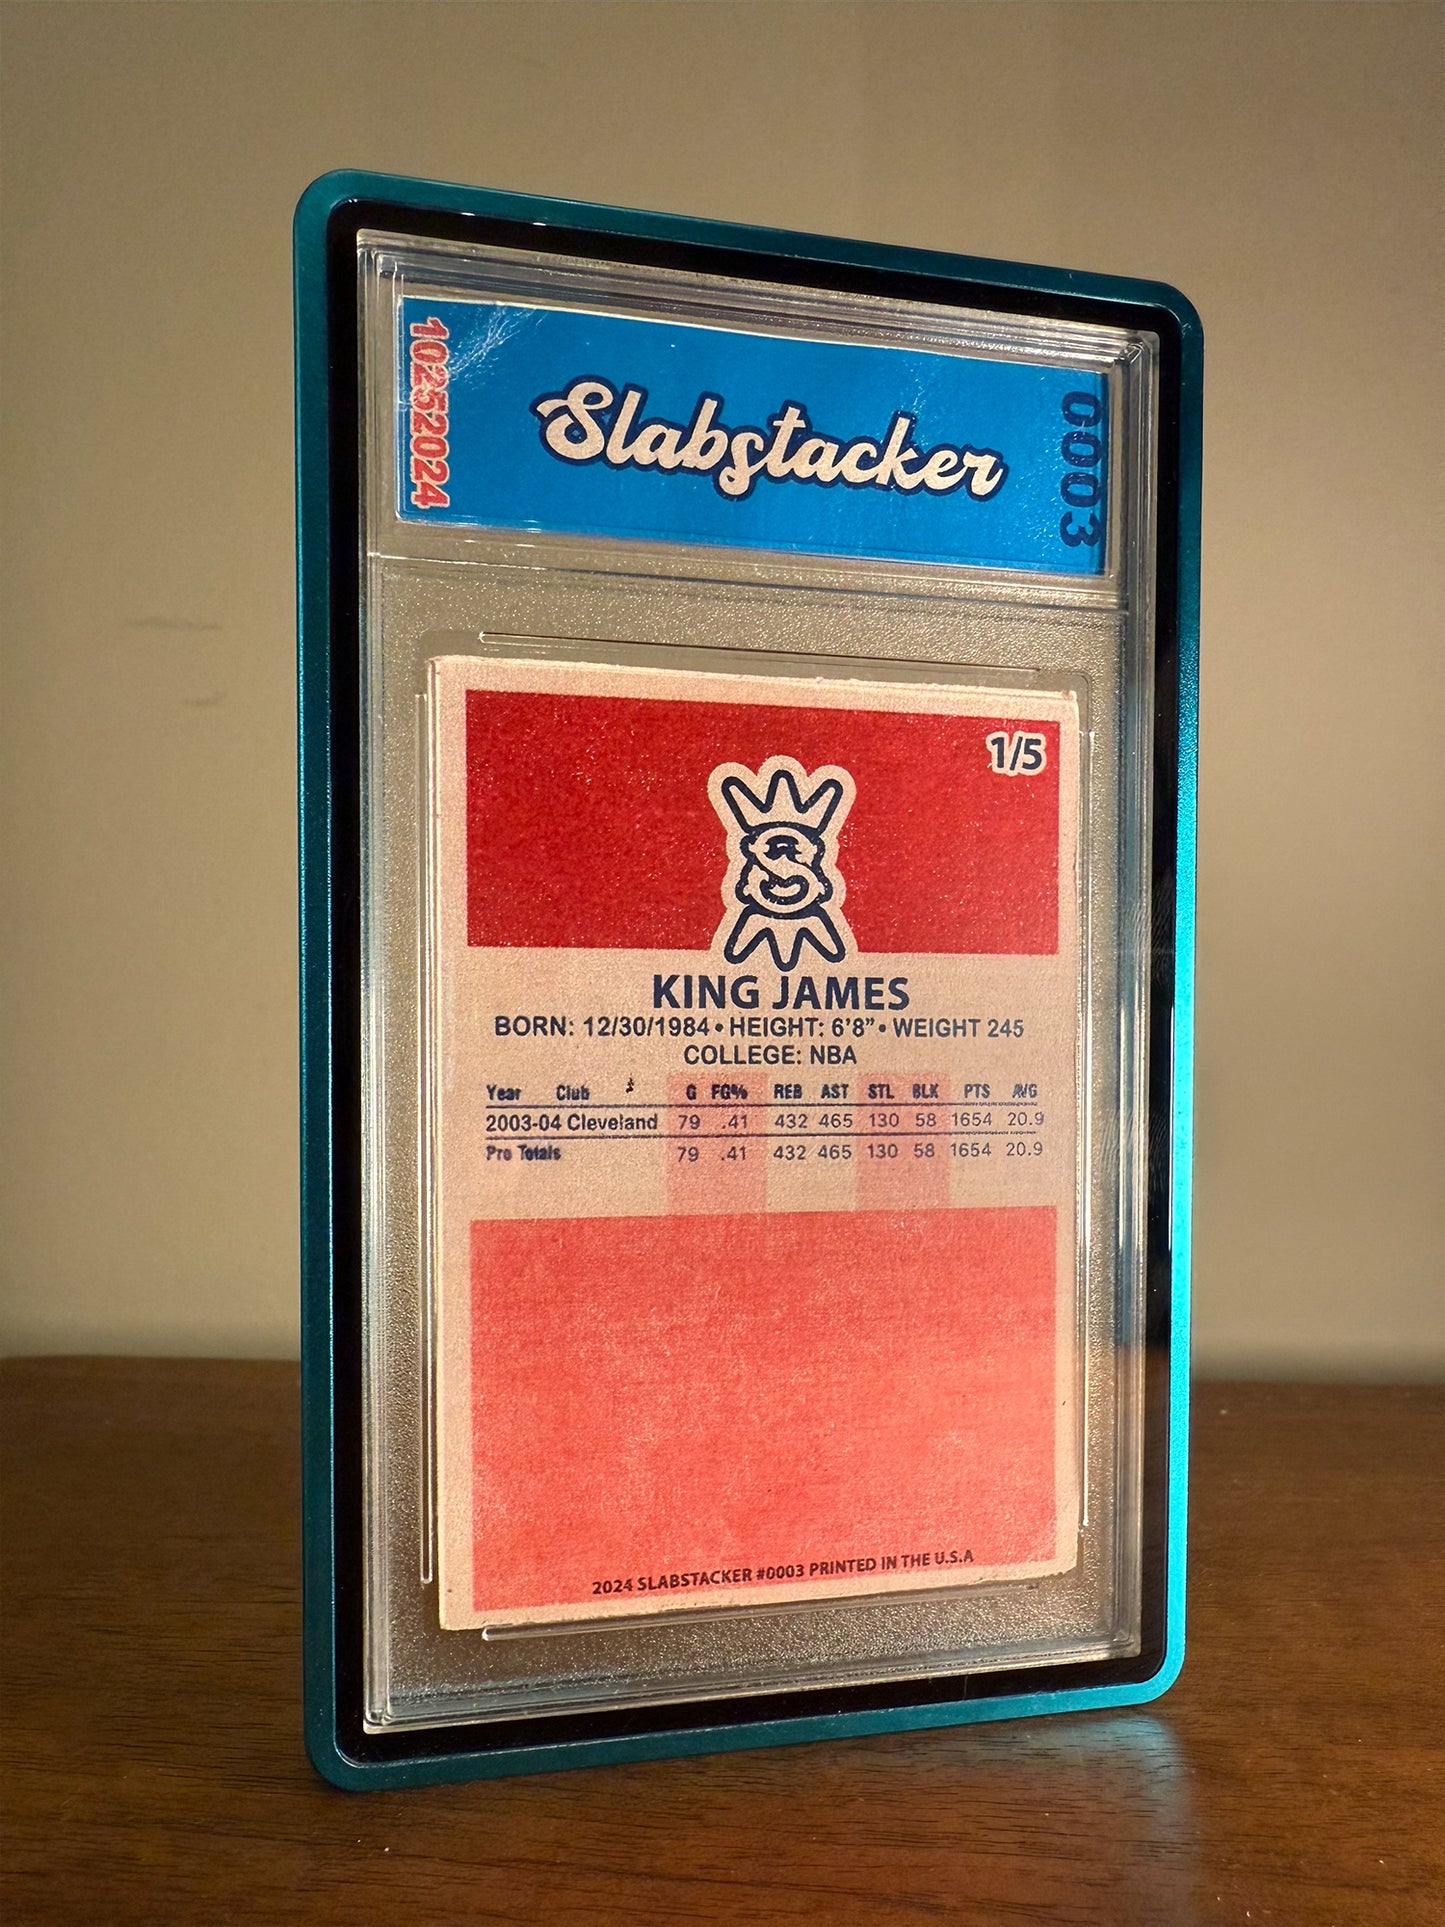 10252024
Slabstacker
0003
1/5
S
KING JAMES
BORN: 12/30/1984 • HEIGHT: 6'8" • WEIGHT 245
COLLEGE: NBA
Year Club G FG% REB AST STL BLK PTS AVG
2003-04 Cleveland 79 .41 432 465 130 58 1654 20.9
Pro Totals 79 .41 432 465 130 58 1654 20.9
2024 SLABSTACKER #0003 PRINTED IN THE U.S.A